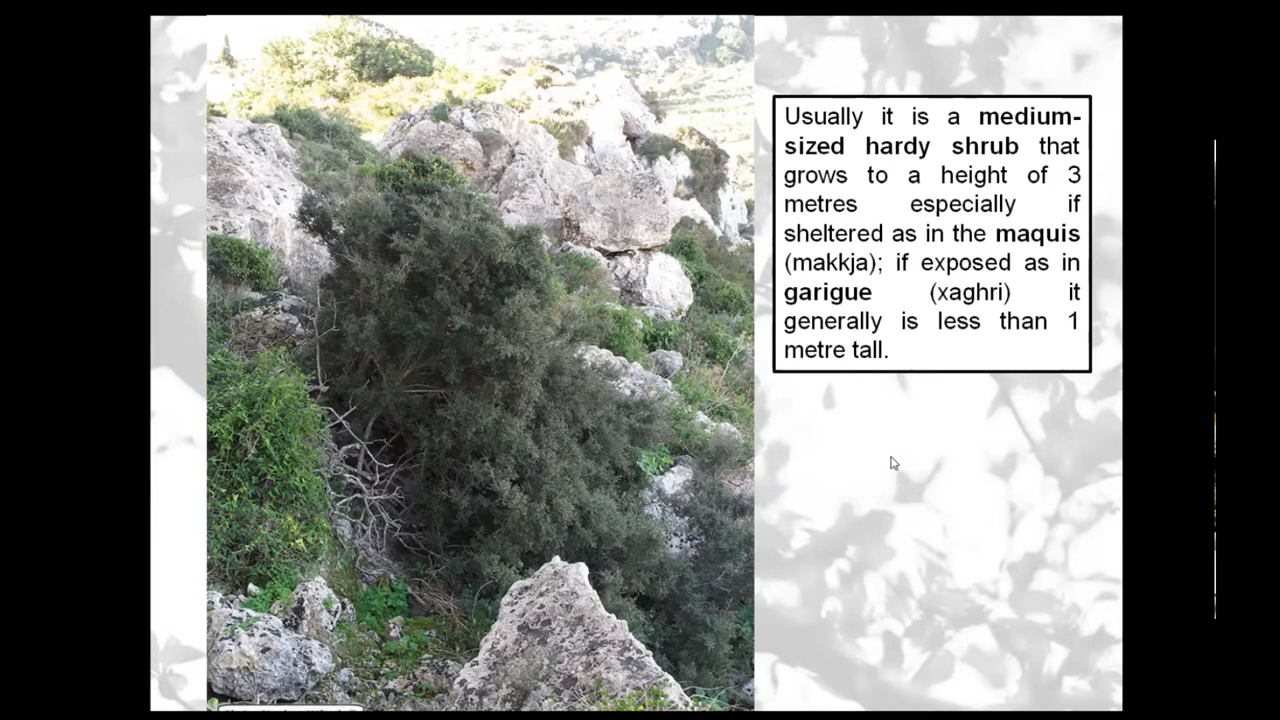 Usually it is a medium-
sized hardy shrub that
grows to a height of 3
metres especially if
sheltered as in the maquis
(makkja); if exposed as in
garigue (xaghri) it
generally is less than 1
metre tall.